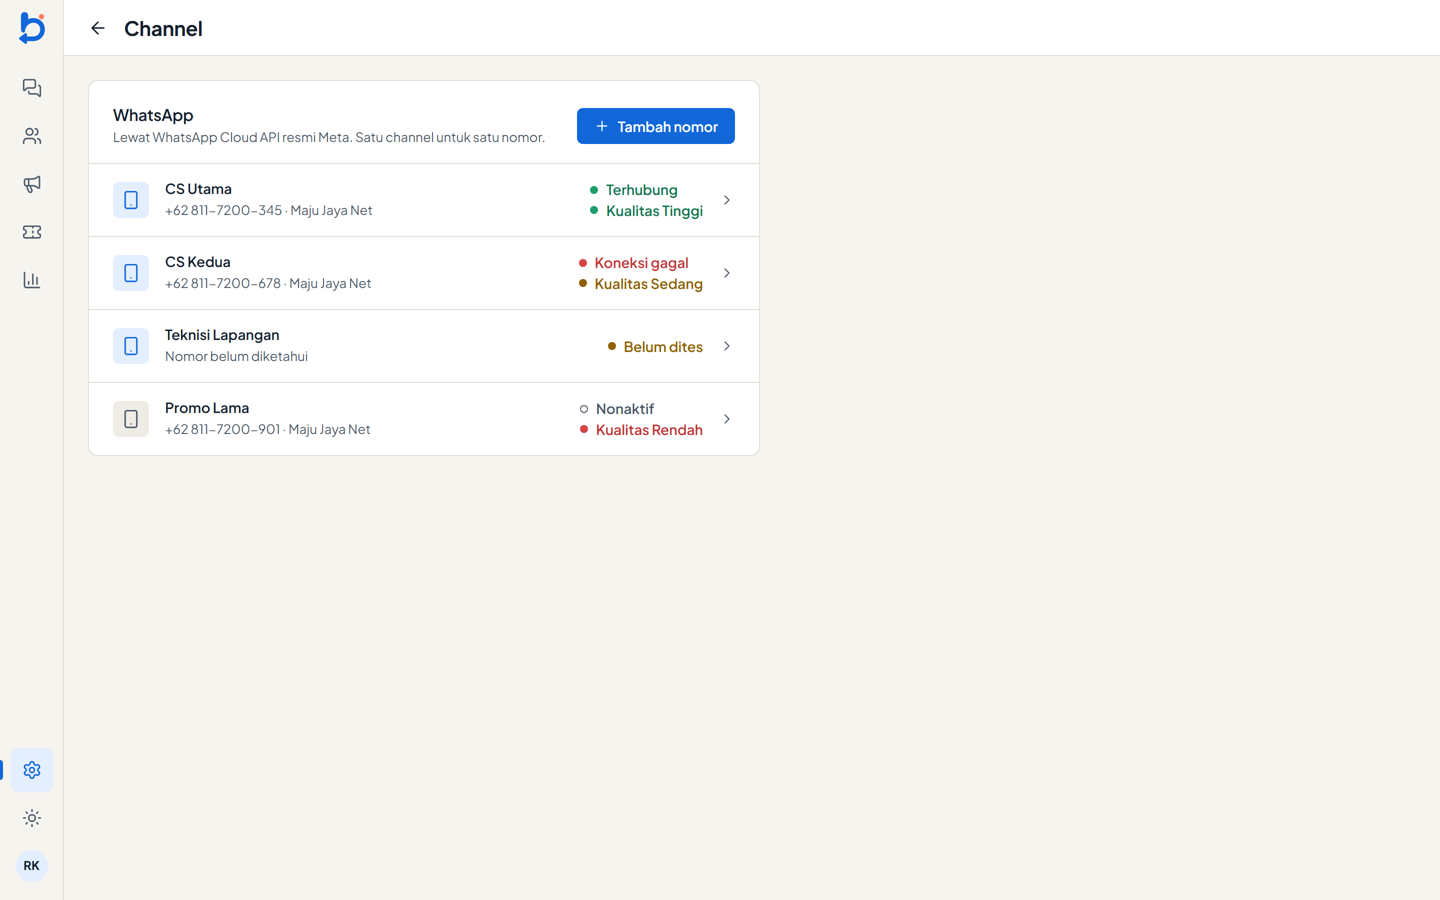 Channel
WhatsApp
Lewat WhatsApp Cloud API resmi Meta. Satu channel untuk satu nomor.
Tambah nomor
CS Utama
+62 811-7200-345 · Maju Jaya Net
Terhubung
Kualitas Tinggi
CS Kedua
+62 811-7200-678 · Maju Jaya Net
Koneksi gagal
Kualitas Sedang
Teknisi Lapangan
Nomor belum diketahui
Belum dites
Promo Lama
+62 811-7200-901 · Maju Jaya Net
Nonaktif
Kualitas Rendah
RK